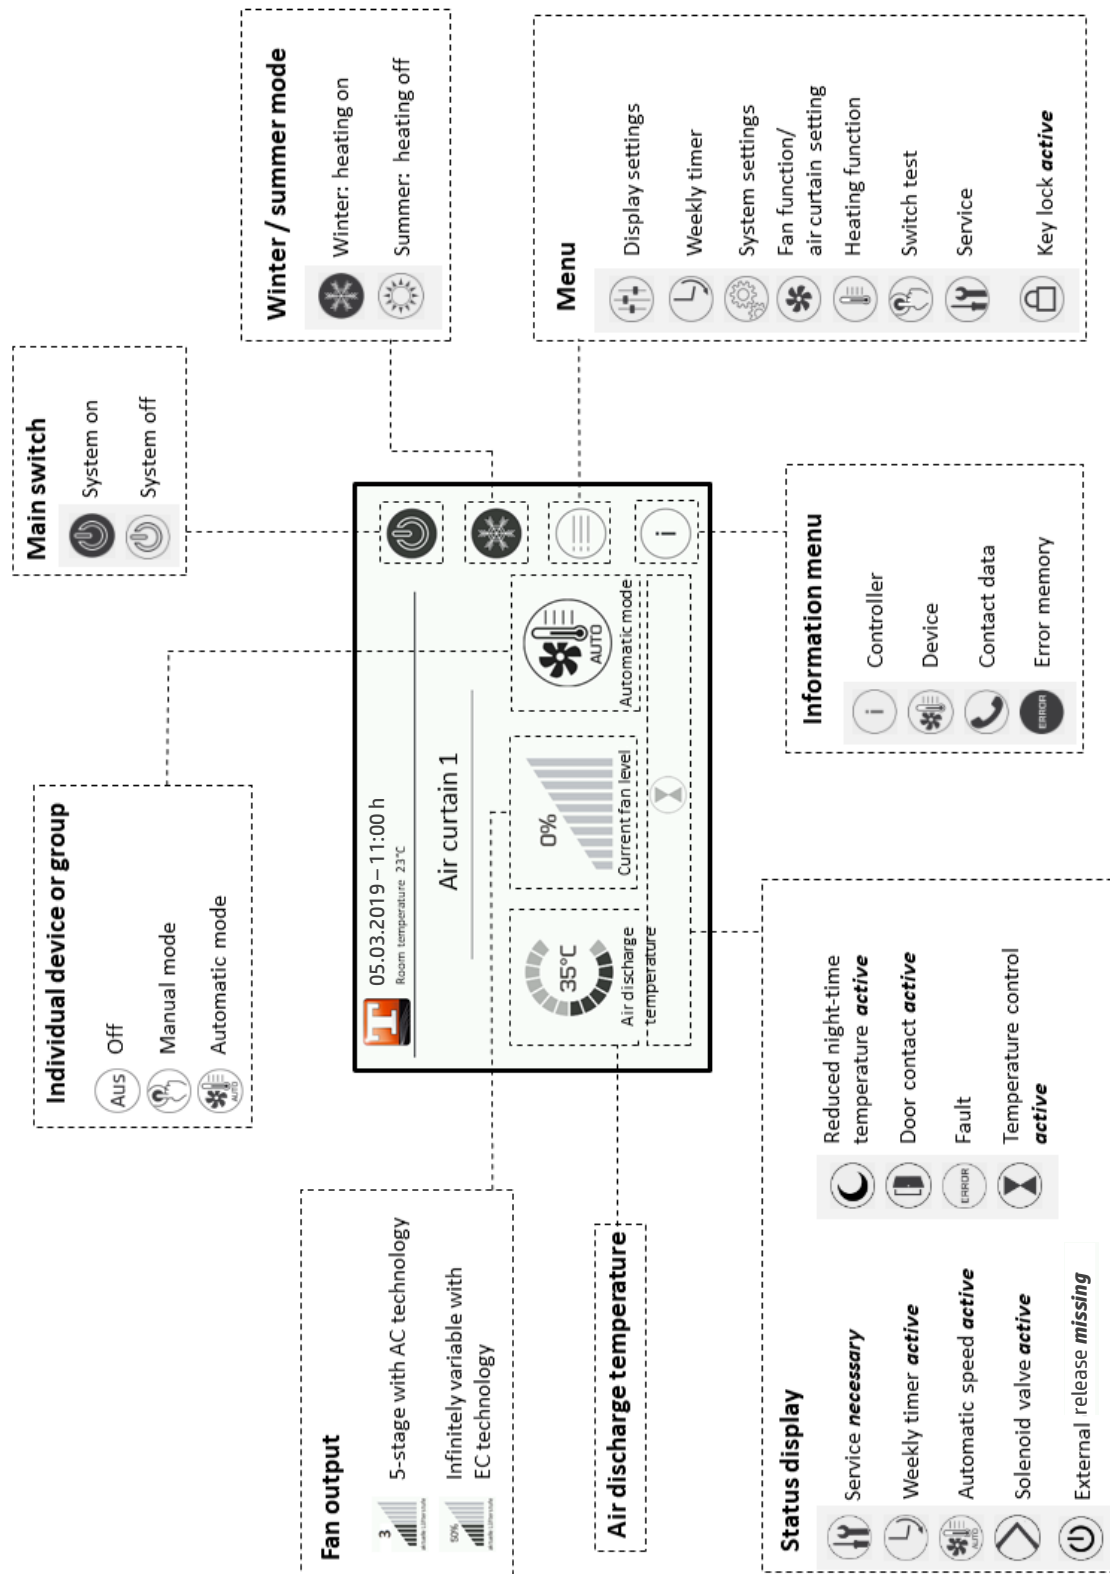 Main switch
System on
System off
Individual device or group
Aus Off
Manual mode
AUTO Automatic mode
Winter / summer mode
Winter: heating on
Summer: heating off
Fan output
3
aktuelle Lüfterstufe
5-stage with AC technology
50%
aktuelle Lüfterstufe
Infinitely variable with
EC technology
T
05.03.2019 – 11:00 h
Room temperature 23°C
Air curtain 1
35°C
Air discharge
temperature
0%
Current fan level
AUTO
Automatic mode
i
Menu
Display settings
Weekly timer
System settings
Fan function/
air curtain setting
Heating function
Switch test
Service
Key lock active
Air discharge temperature
Status display
Service necessary
Weekly timer active
AUTO Automatic speed active
Solenoid valve active
External release missing
Reduced night-time
temperature active
Door contact active
ERROR Fault
Temperature control
active
Information menu
i Controller
Device
Contact data
ERROR Error memory